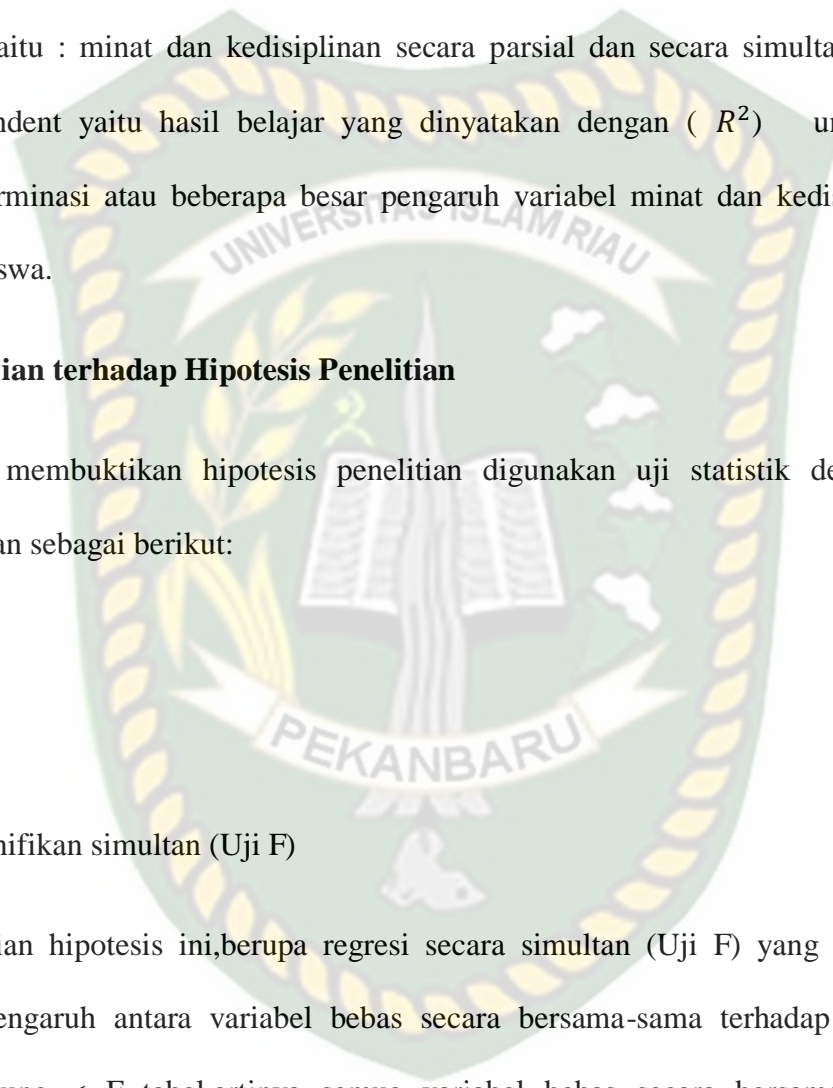 aitu : minat dan kedisiplinan secara parsial dan secara simulta
ndent yaitu hasil belajar yang dinyatakan dengan ( R²) un
rminasi atau beberapa besar pengaruh variabel minat dan kedis
swa.
UNIVERSITAS ISLAM RIAU
ian terhadap Hipotesis Penelitian
membuktikan hipotesis penelitian digunakan uji statistik de
an sebagai berikut:
PEKANBARU
nifikan simultan (Uji F)
ian hipotesis ini,berupa regresi secara simultan (Uji F) yang
engaruh antara variabel bebas secara bersama-sama terhadap